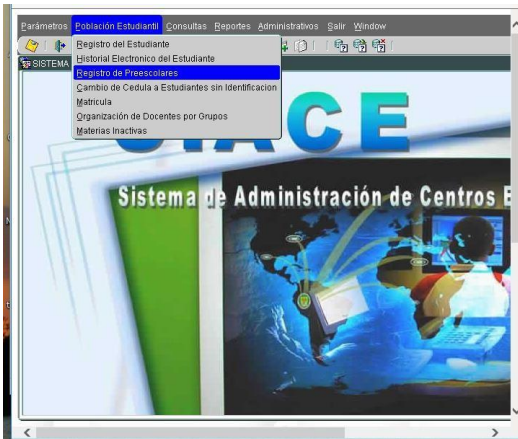 Parámetros Población Estudiantil Consultas Reportes Administrativos Salir Window
SISTEMA
Registro del Estudiante
Historial Electronico del Estudiante
Registro de Preescolares
Cambio de Cedula a Estudiantes sin Identificacion
Matricula
Organización de Docentes por Grupos
Materias Inactivas
Sistema de Administración de Centros E